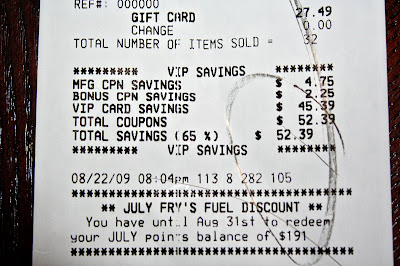 REF#: 000000
GIFT CARD 27.49
CHANGE 0.00
TOTAL NUMBER OF ITEMS SOLD = 32
********* VIP SAVINGS *********
MFG CPN SAVINGS $ 4.75
BONUS CPN SAVINGS $ 2.25
VIP CARD SAVINGS $ 45.39
TOTAL COUPONS $ 52.39
TOTAL SAVINGS (65 %) $ 52.39
********* VIP SAVINGS *********
08/22/09 08:04pm 113 8 282 105
***************************************
** JULY FRY'S FUEL DISCOUNT **
You have until Aug 31st to redeem
your JULY points balance of $191
***************************************